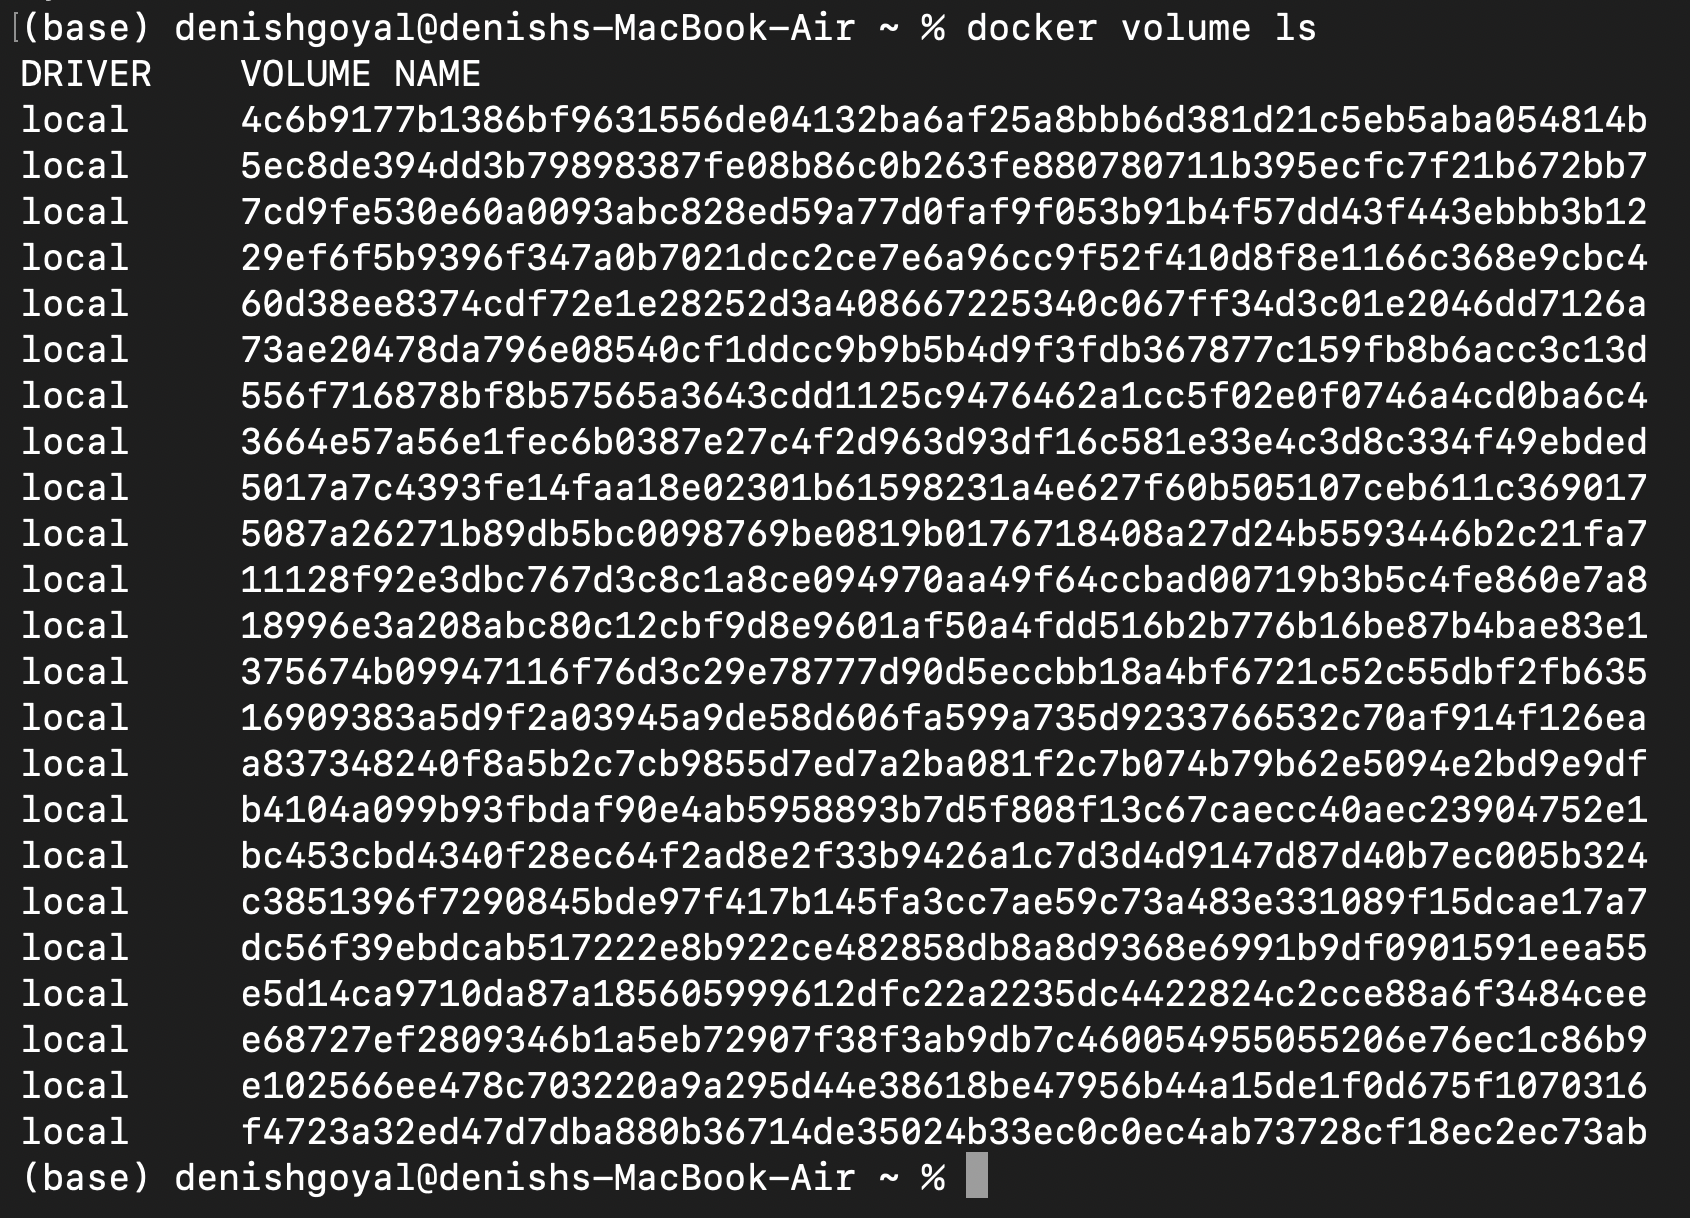 [(base) denishgoyal@denishs-MacBook-Air ~ % docker volume ls
DRIVER    VOLUME NAME
local     4c6b9177b1386bf9631556de04132ba6af25a8bbb6d381d21c5eb5aba054814b
local     5ec8de394dd3b79898387fe08b86c0b263fe880780711b395ecfc7f21b672bb7
local     7cd9fe530e60a0093abc828ed59a77d0faf9f053b91b4f57dd43f443ebbb3b12
local     29ef6f5b9396f347a0b7021dcc2ce7e6a96cc9f52f410d8f8e1166c368e9cbc4
local     60d38ee8374cdf72e1e28252d3a408667225340c067ff34d3c01e2046dd7126a
local     73ae20478da796e08540cf1ddcc9b9b5b4d9f3fdb367877c159fb8b6acc3c13d
local     556f716878bf8b57565a3643cdd1125c9476462a1cc5f02e0f0746a4cd0ba6c4
local     3664e57a56e1fec6b0387e27c4f2d963d93df16c581e33e4c3d8c334f49ebded
local     5017a7c4393fe14faa18e02301b61598231a4e627f60b505107ceb611c369017
local     5087a26271b89db5bc0098769be0819b0176718408a27d24b5593446b2c21fa7
local     11128f92e3dbc767d3c8c1a8ce094970aa49f64ccbad00719b3b5c4fe860e7a8
local     18996e3a208abc80c12cbf9d8e9601af50a4fdd516b2b776b16be87b4bae83e1
local     375674b09947116f76d3c29e78777d90d5eccbb18a4bf6721c52c55dbf2fb635
local     16909383a5d9f2a03945a9de58d606fa599a735d9233766532c70af914f126ea
local     a837348240f8a5b2c7cb9855d7ed7a2ba081f2c7b074b79b62e5094e2bd9e9df
local     b4104a099b93fbdaf90e4ab5958893b7d5f808f13c67caecc40aec23904752e1
local     bc453cbd4340f28ec64f2ad8e2f33b9426a1c7d3d4d9147d87d40b7ec005b324
local     c3851396f7290845bde97f417b145fa3cc7ae59c73a483e331089f15dcae17a7
local     dc56f39ebdcab517222e8b922ce482858db8a8d9368e6991b9df0901591eea55
local     e5d14ca9710da87a185605999612dfc22a2235dc4422824c2cce88a6f3484cee
local     e68727ef2809346b1a5eb72907f38f3ab9db7c460054955055206e76ec1c86b9
local     e102566ee478c703220a9a295d44e38618be47956b44a15de1f0d675f1070316
local     f4723a32ed47d7dba880b36714de35024b33ec0c0ec4ab73728cf18ec2ec73ab
(base) denishgoyal@denishs-MacBook-Air ~ %